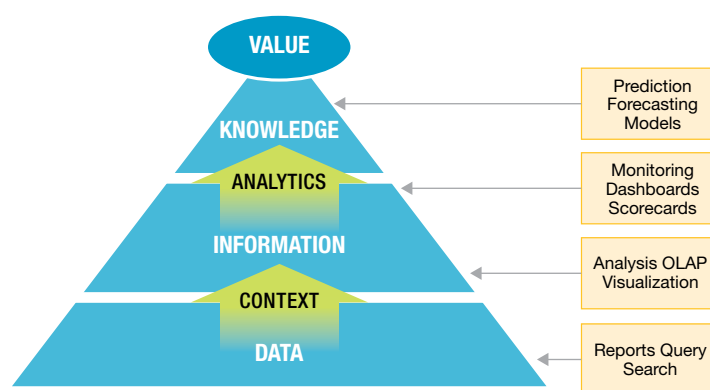 VALUE
KNOWLEDGE
ANALYTICS
INFORMATION
CONTEXT
DATA
Prediction
Forecasting
Models
Monitoring
Dashboards
Scorecards
Analysis OLAP
Visualization
Reports Query
Search